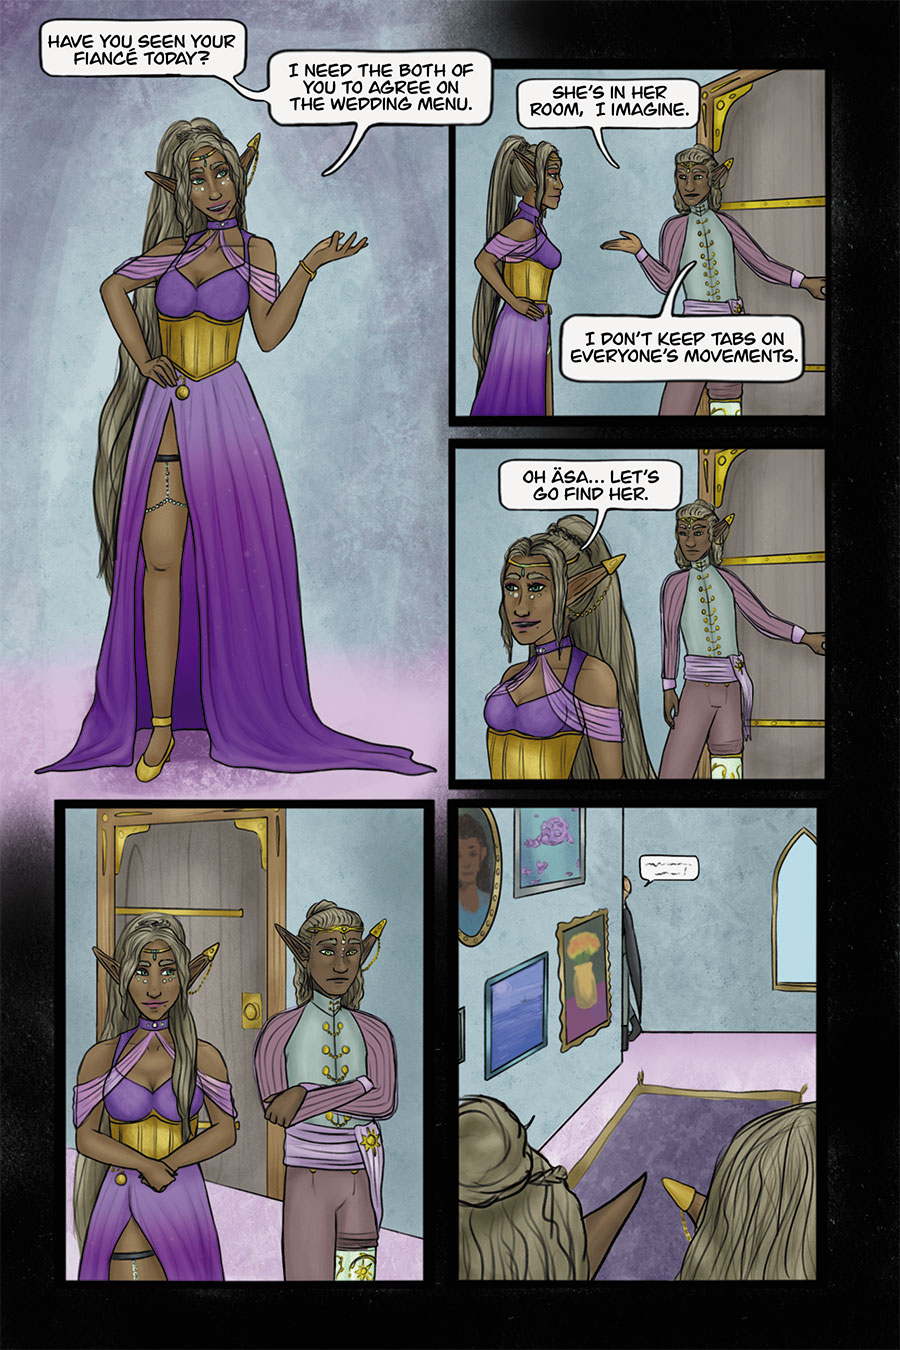 HAVE YOU SEEN YOUR
FIANCÉ TODAY?
I NEED THE BOTH OF
YOU TO AGREE ON
THE WEDDING MENU.
SHE'S IN HER
ROOM, I IMAGINE.
I DON'T KEEP TABS ON
EVERYONE'S MOVEMENTS.
OH ÄSA... LET'S
GO FIND HER.